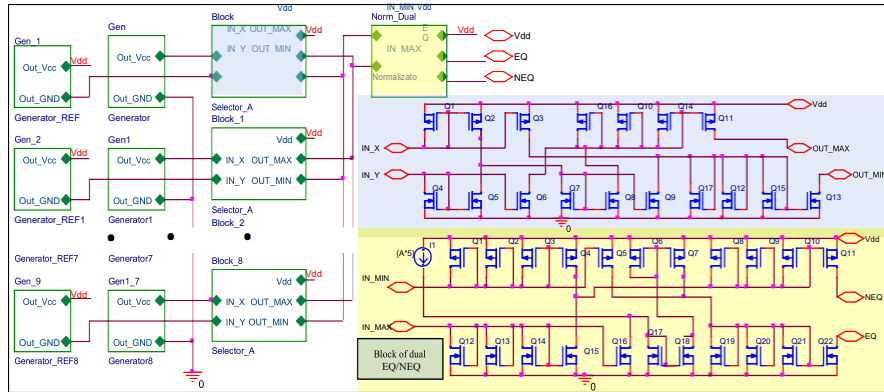 Gen_1
Vdd
Out_Vcc
Out_GND
Generator_REF
Gen
Out_Vcc
Out_GND
Generator
Block
Vdd
Vdd
IN_X OUT_MAX
IN_Y OUT_MIN
Selector_A
IN_MIN Vdd
Norm_Dual
E
Q
IN MAX
Normalizato
Vdd
Vdd
EQ
NEQ
Gen_2
Vdd
Out_Vcc
Out_GND
Generator_REF1
Gen1
Out_Vcc
Out_GND
Generator1
Block_1
Vdd
Vdd
IN_X OUT_MAX
IN_Y OUT_MIN
Selector_A
Block_2
Generator_REF7
Generator7
Gen_9
Vdd
Out_Vcc
Out_GND
Generator_REF8
Gen1_7
Out_Vcc
Out_GND
Generator8
0
Block_8
Vdd
Vdd
IN_X OUT_MAX
IN_Y OUT_MIN
Selector_A
Q1
Q2
Q3
Q16
Q10
Q14
Q11
Vdd
IN_X
OUT_MAX
IN_Y
OUT_MIN
Q4
Q5
Q6
Q7
Q8
Q9
Q17
Q12
Q15
Q13
0
I1
{A*5}
Q1
Q2
Q3
Q4
Q5
Q6
Q7
Q8
Q9
Q10
Q11
Vdd
IN_MIN
NEQ
IN_MAX
EQ
Q12
Q13
Q14
Q15
Q16
Q17
Q18
Q19
Q20
Q21
Q22
0
Block of dual
EQ/NEQ